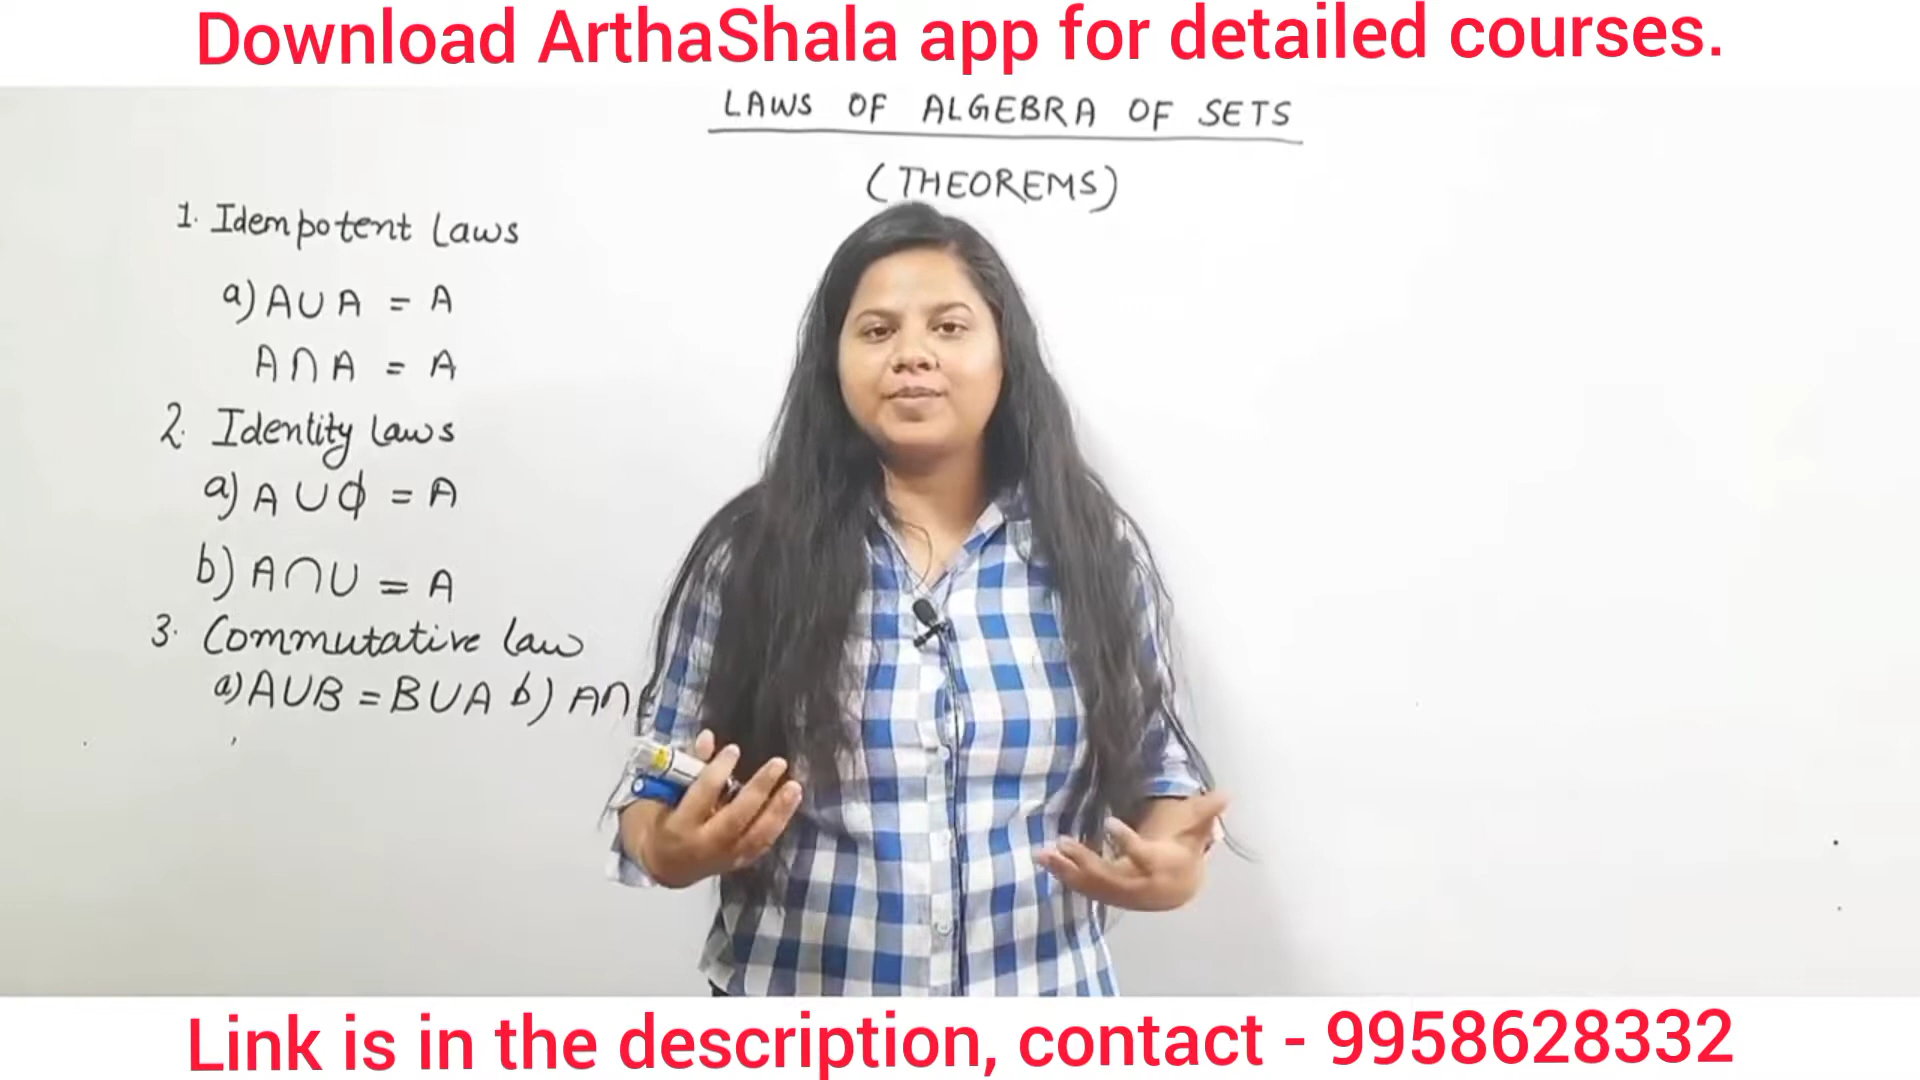 Download ArthaShala app for detailed courses.
LAWS OF ALGEBRA OF SETS
(THEOREMS)
1. Idempotent Laws
a) A ∪ A = A
A ∩ A = A
2. Identity Laws
a) A ∪ ϕ = A
b) A ∩ U = A
3. Commutative law
a) A ∪ B = B ∪ A b) A ∩
Link is in the description, contact - 9958628332